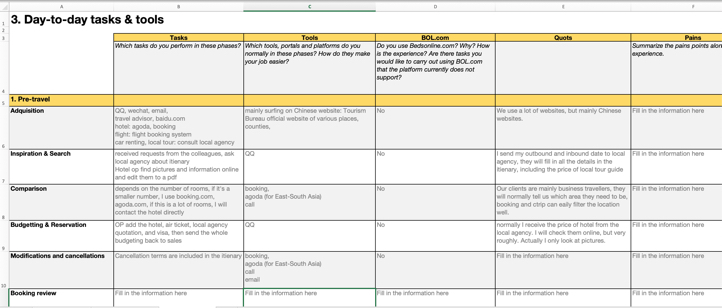 A B C D E F
1 3. Day-to-day tasks & tools
2
3 Tasks Tools BOL.com Quotes Pains
Which tasks do you perform in these phases?
Which tools, portals and platforms do you
normally in these phases? How do they make
your job easier?
Do you use Bedsonline.com? Why? How
is the experience? Are there tasks you
would like to carry out using BOL.com
that the platform currently does not
support?
Summarize the pains points alon
experience.
4
5 1. Pre-travel
Adquisition
QQ, wechat, email,
travel advisor, baidu.com
hotel: agoda, booking
flight: flight booking system
car renting, local tour: consult local agency
mainly surfing on Chinese website: Tourism
Bureau official website of various places,
counties,
No
We use a lot of websites, but mainly Chinese
websites.
Fill in the information here
6
Inspiration & Search
received requests from the colleagues, ask
local agency about itienary
Hotel op find pictures and information online
and edit them to a pdf
QQ
No
I send my outbound and inbound date to local
agency, they will fill in all the details in the
itienary, including the price of local tour guide
Fill in the information here
7
Comparison
depends on the number of rooms, if it's a
smaller number, I use booking.com,
agoda.com, if this is a lot of rooms, I will
contact the hotel directly
booking,
agoda (for East-South Asia)
call
No
Our clients are mainly business travellers, they
will normally tell us which area they need to be,
booking and ctrip can eaily filter the location
well.
Fill in the information here
8
Budgetting & Reservation
OP add the hotel, air ticket, local agency
quotation, and visa, then send the whole
budgeting back to sales
QQ
No
normally I receive the price of hotel from the
local agency. I will check them online, but very
roughly. Actually I only look at pictures.
Fill in the information here
9
Modifications and cancellations
Cancellation terms are included in the itienary
booking,
agoda (for East-South Asia)
call
email
No
Fill in the information here
Fill in the information here
10
Booking review
Fill in the information here
Fill in the information here
Fill in the information here
Fill in the information here
Fill in the information here